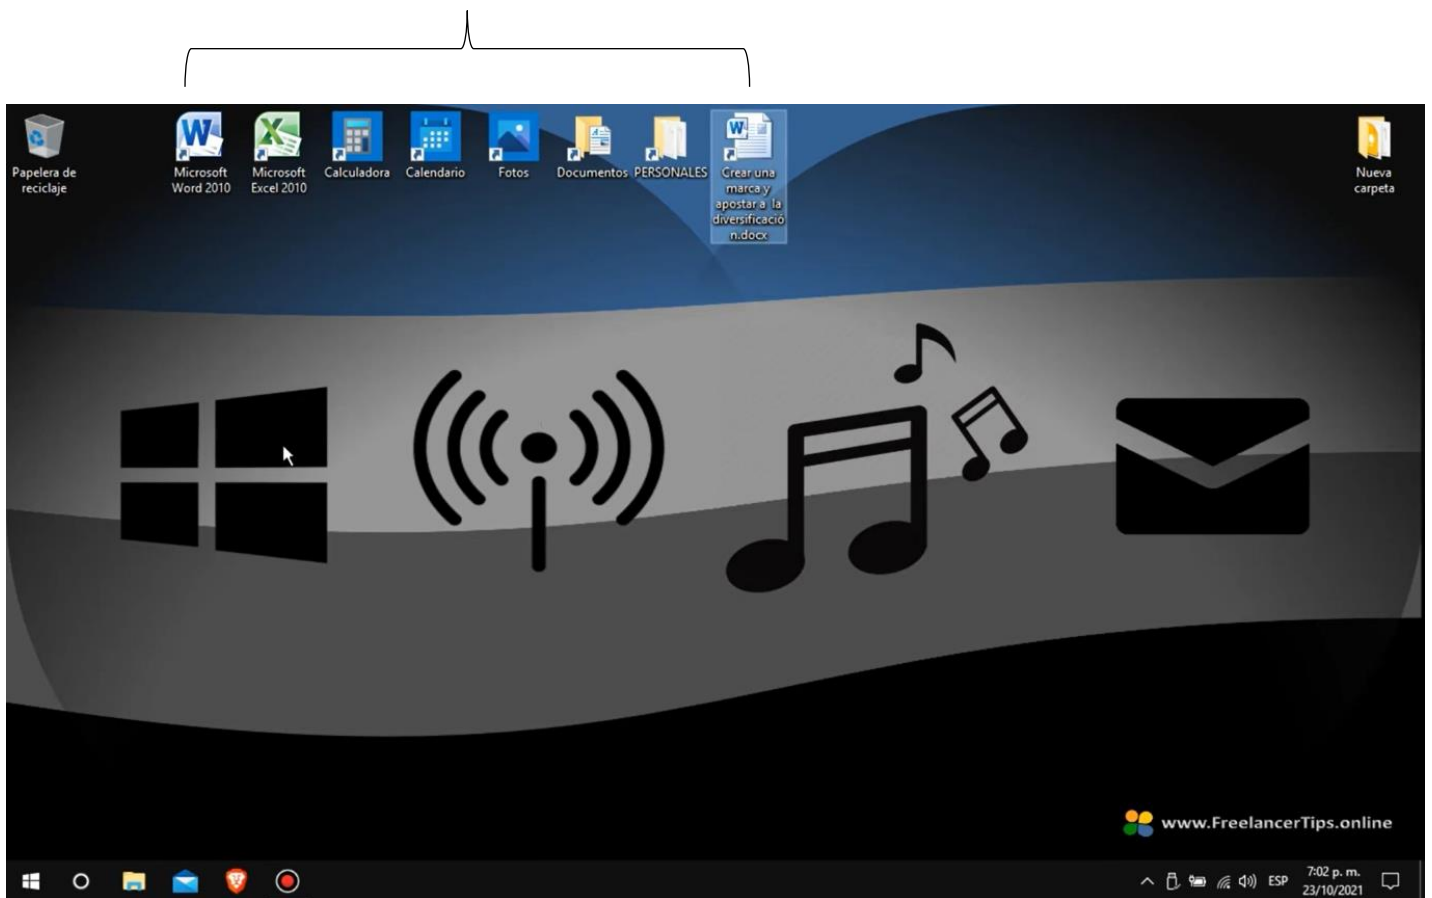 Papelera de
reciclaje
Microsoft
Word 2010
Microsoft
Excel 2010
Calculadora
Calendario
Fotos
Documentos
PERSONALES
Crear una
marca y
apostar a  la
diversificació
n.docx
Nueva
carpeta
www.FreelancerTips.online
ESP
7:02 p. m.
23/10/2021